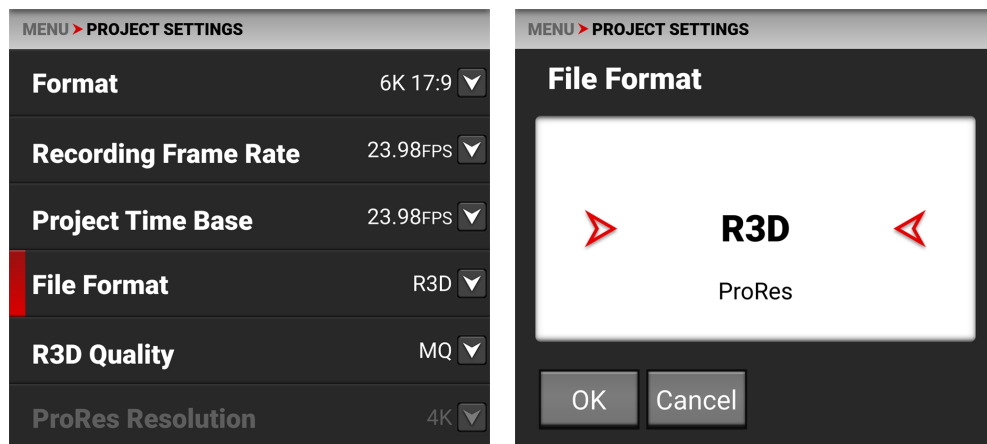 MENU PROJECT SETTINGS
Format 6K 17:9
Recording Frame Rate 23.98FPS
Project Time Base 23.98FPS
File Format R3D
R3D Quality MQ
ProRes Resolution 4K
MENU PROJECT SETTINGS
File Format
R3D
ProRes
OK Cancel